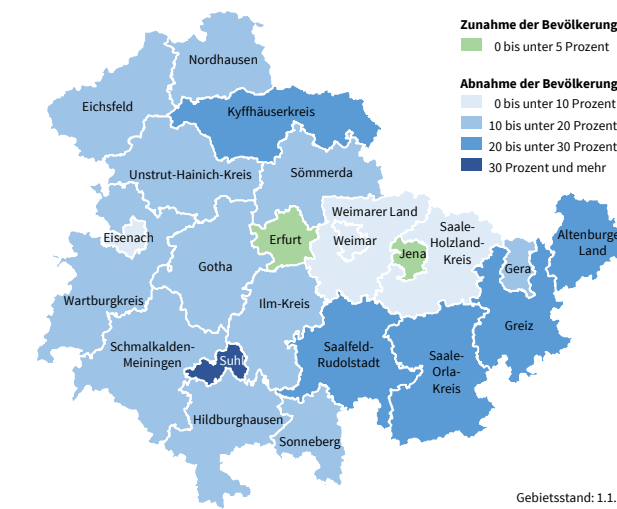 Zunahme der Bevölkerung
0 bis unter 5 Prozent
Abnahme der Bevölkerung
0 bis unter 10 Prozent
10 bis unter 20 Prozent
20 bis unter 30 Prozent
30 Prozent und mehr
Nordhausen
Eichsfeld
Kyffhäuserkreis
Unstrut-Hainich-Kreis
Sömmerda
Weimarer Land
Eisenach
Erfurt
Weimar
Jena
Saale-
Holzland-
Kreis
Altenburge
Land
Gera
Gotha
Wartburgkreis
Ilm-Kreis
Greiz
Schmalkalden-
Meiningen
Suhl
Saalfeld-
Rudolstadt
Saale-
Orla-
Kreis
Hildburghausen
Sonneberg
Gebietsstand: 1.1.